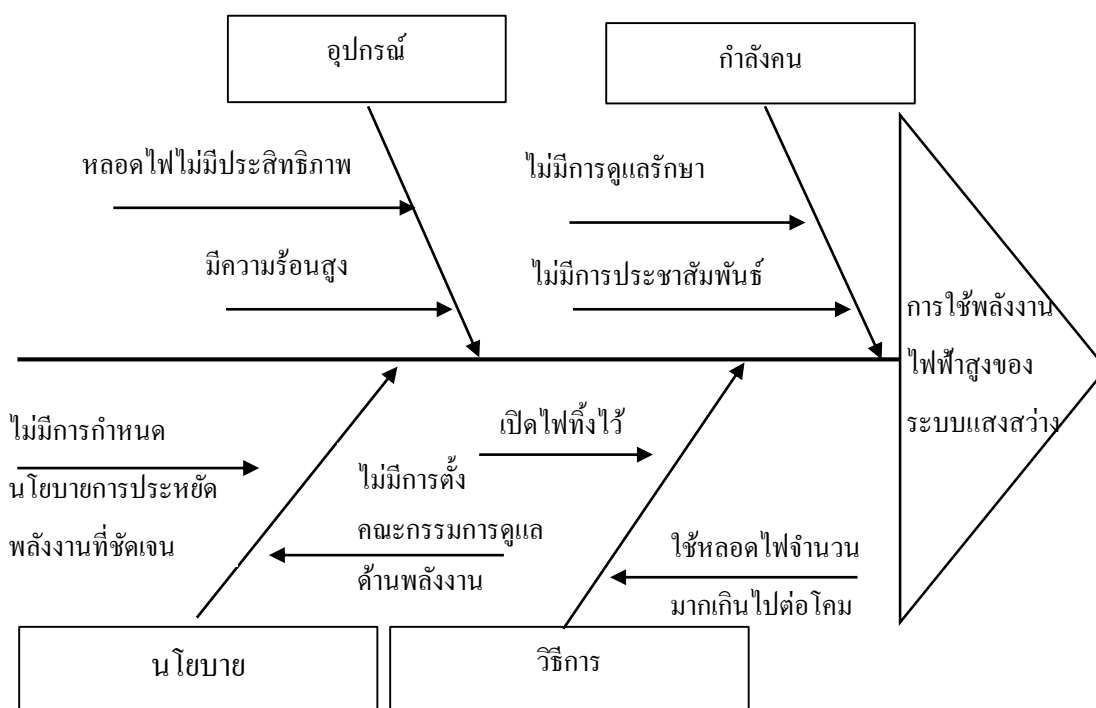 อุปกรณ์
กำลังคน
หลอดไฟไม่มีประสิทธิภาพ
ไม่มีการดูแลรักษา
มีความร้อนสูง
ไม่มีการประชาสัมพันธ์
การใช้พลังงาน
ไฟฟ้าสูงของ
ระบบแสงสว่าง
ไม่มีการกำหนด
นโยบายการประหยัด
พลังงานที่ชัดเจน
ไม่มีการตั้ง
คณะกรรมการดูแล
ด้านพลังงาน
เปิดไฟทิ้งไว้
ใช้หลอดไฟจำนวน
มากเกินไปต่อโคม
นโยบาย
วิธีการ